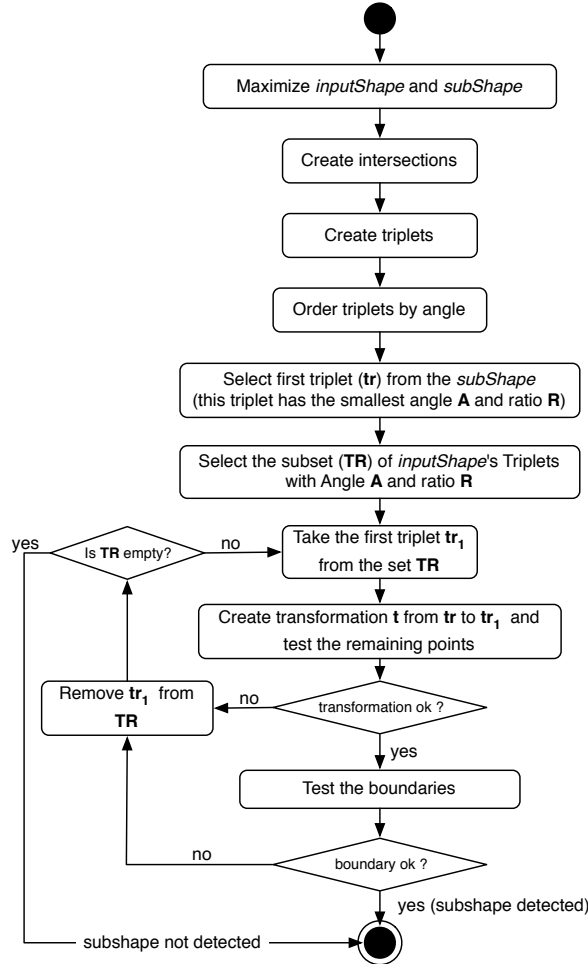 Maximize inputShape and subShape
Create intersections
Create triplets
Order triplets by angle
Select first triplet (tr) from the subShape
(this triplet has the smallest angle A and ratio R)
Select the subset (TR) of inputShape's Triplets
with Angle A and ratio R
yes
Is TR empty?
no
Take the first triplet tr1
from the set TR
Create transformation t from tr to tr1 and
test the remaining points
Remove tr1 from
TR
no
transformation ok ?
yes
Test the boundaries
no
boundary ok ?
yes (subshape detected)
subshape not detected